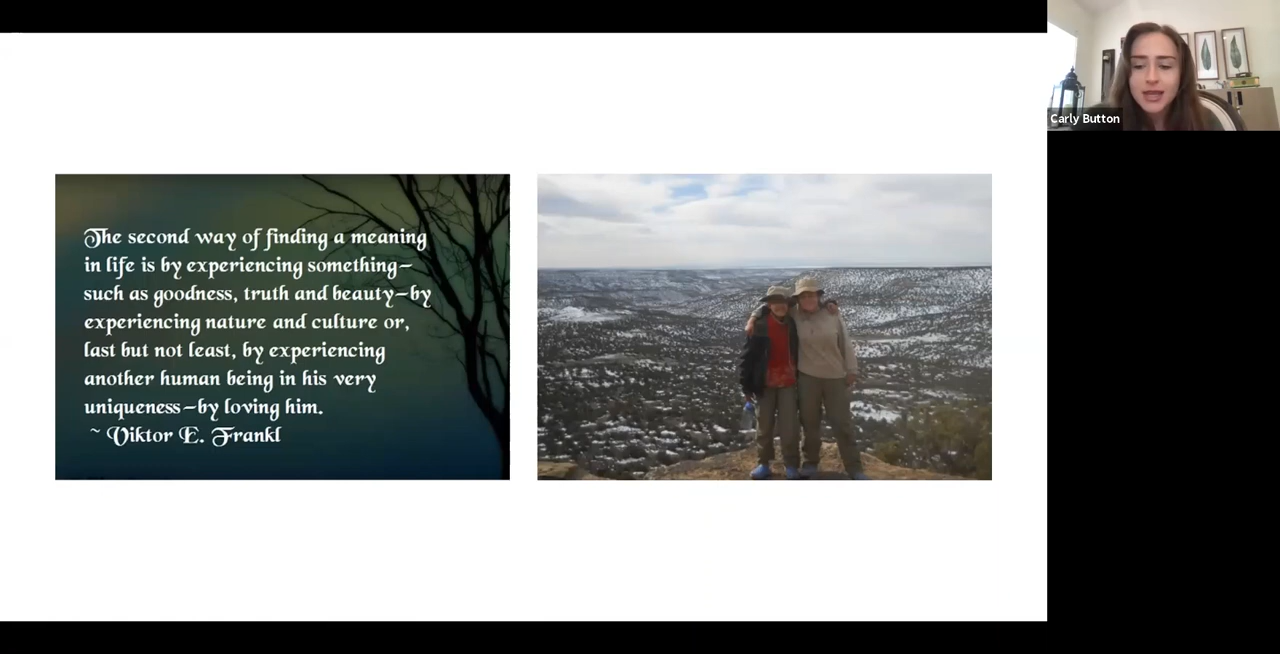 The second way of finding a meaning
in life is by experiencing something—
such as goodness, truth and beauty—by
experiencing nature and culture or,
last but not least, by experiencing
another human being in his very
uniqueness—by loving him.
~ Viktor E. Frankl
Carly Button